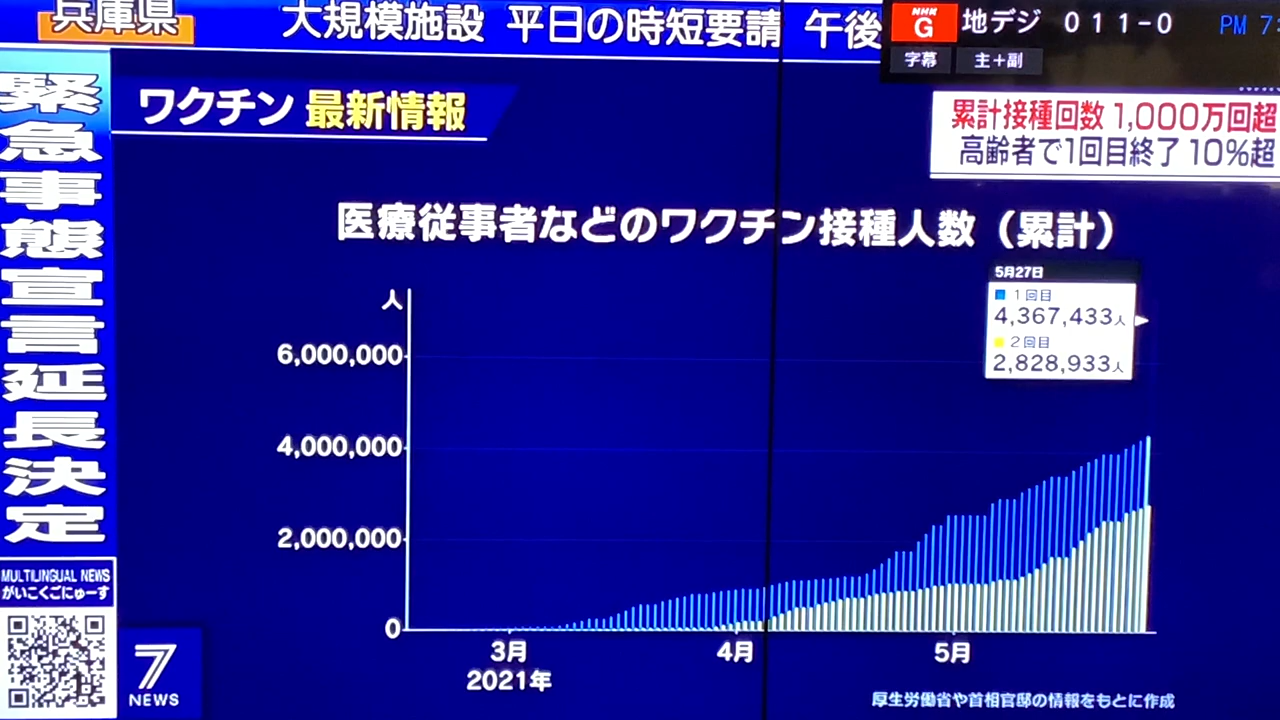 兵庫県
大規模施設 平日の時短要請 午後
NHK
G
地デジ 011-0
PM 7
字幕
主+副
緊急事態宣言延長決定
ワクチン 最新情報
累計接種回数 1,000万回超
高齢者で1回目終了 10%超
医療従事者などのワクチン接種人数(累計)
5月27日
1回目
4,367,433人
2回目
2,828,933人
人
6,000,000
4,000,000
2,000,000
0
3月
4月
5月
2021年
MULTILINGUAL NEWS
がいこくごにゅーす
7
NEWS
厚生労働省や首相官邸の情報をもとに作成